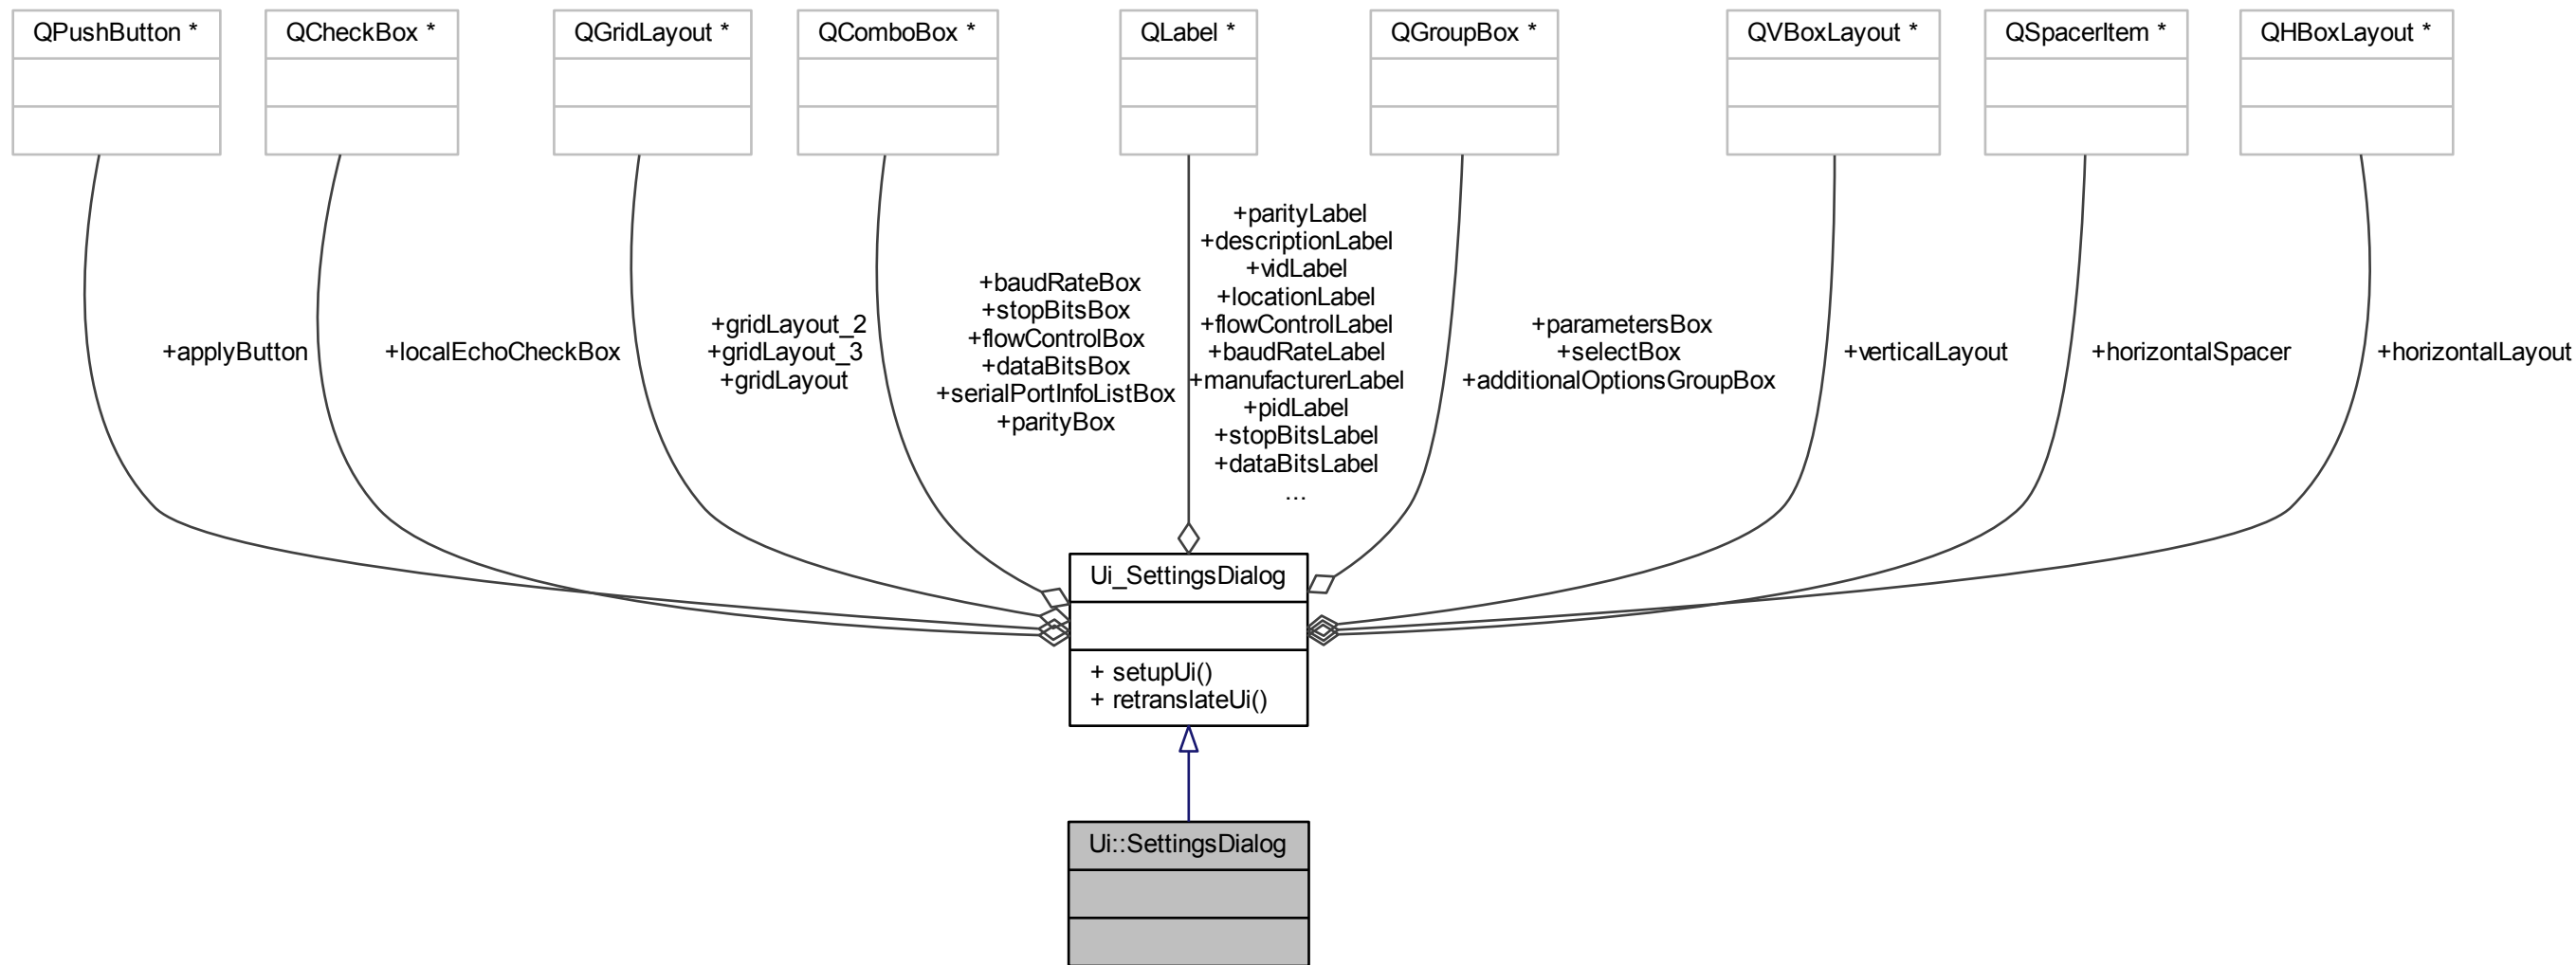 QPushButton *
QCheckBox *
QGridLayout *
QComboBox *
QLabel *
QGroupBox *
QVBoxLayout *
QSpacerItem *
QHBoxLayout *
+applyButton
+localEchoCheckBox
+gridLayout_2
+gridLayout_3
+gridLayout
+baudRateBox
+stopBitsBox
+flowControlBox
+dataBitsBox
+serialPortInfoListBox
+parityBox
+parityLabel
+descriptionLabel
+vidLabel
+locationLabel
+flowControlLabel
+baudRateLabel
+manufacturerLabel
+pidLabel
+stopBitsLabel
+dataBitsLabel
...
+parametersBox
+selectBox
+additionalOptionsGroupBox
+verticalLayout
+horizontalSpacer
+horizontalLayout
Ui_SettingsDialog
+ setupUi()
+ retranslateUi()
Ui::SettingsDialog